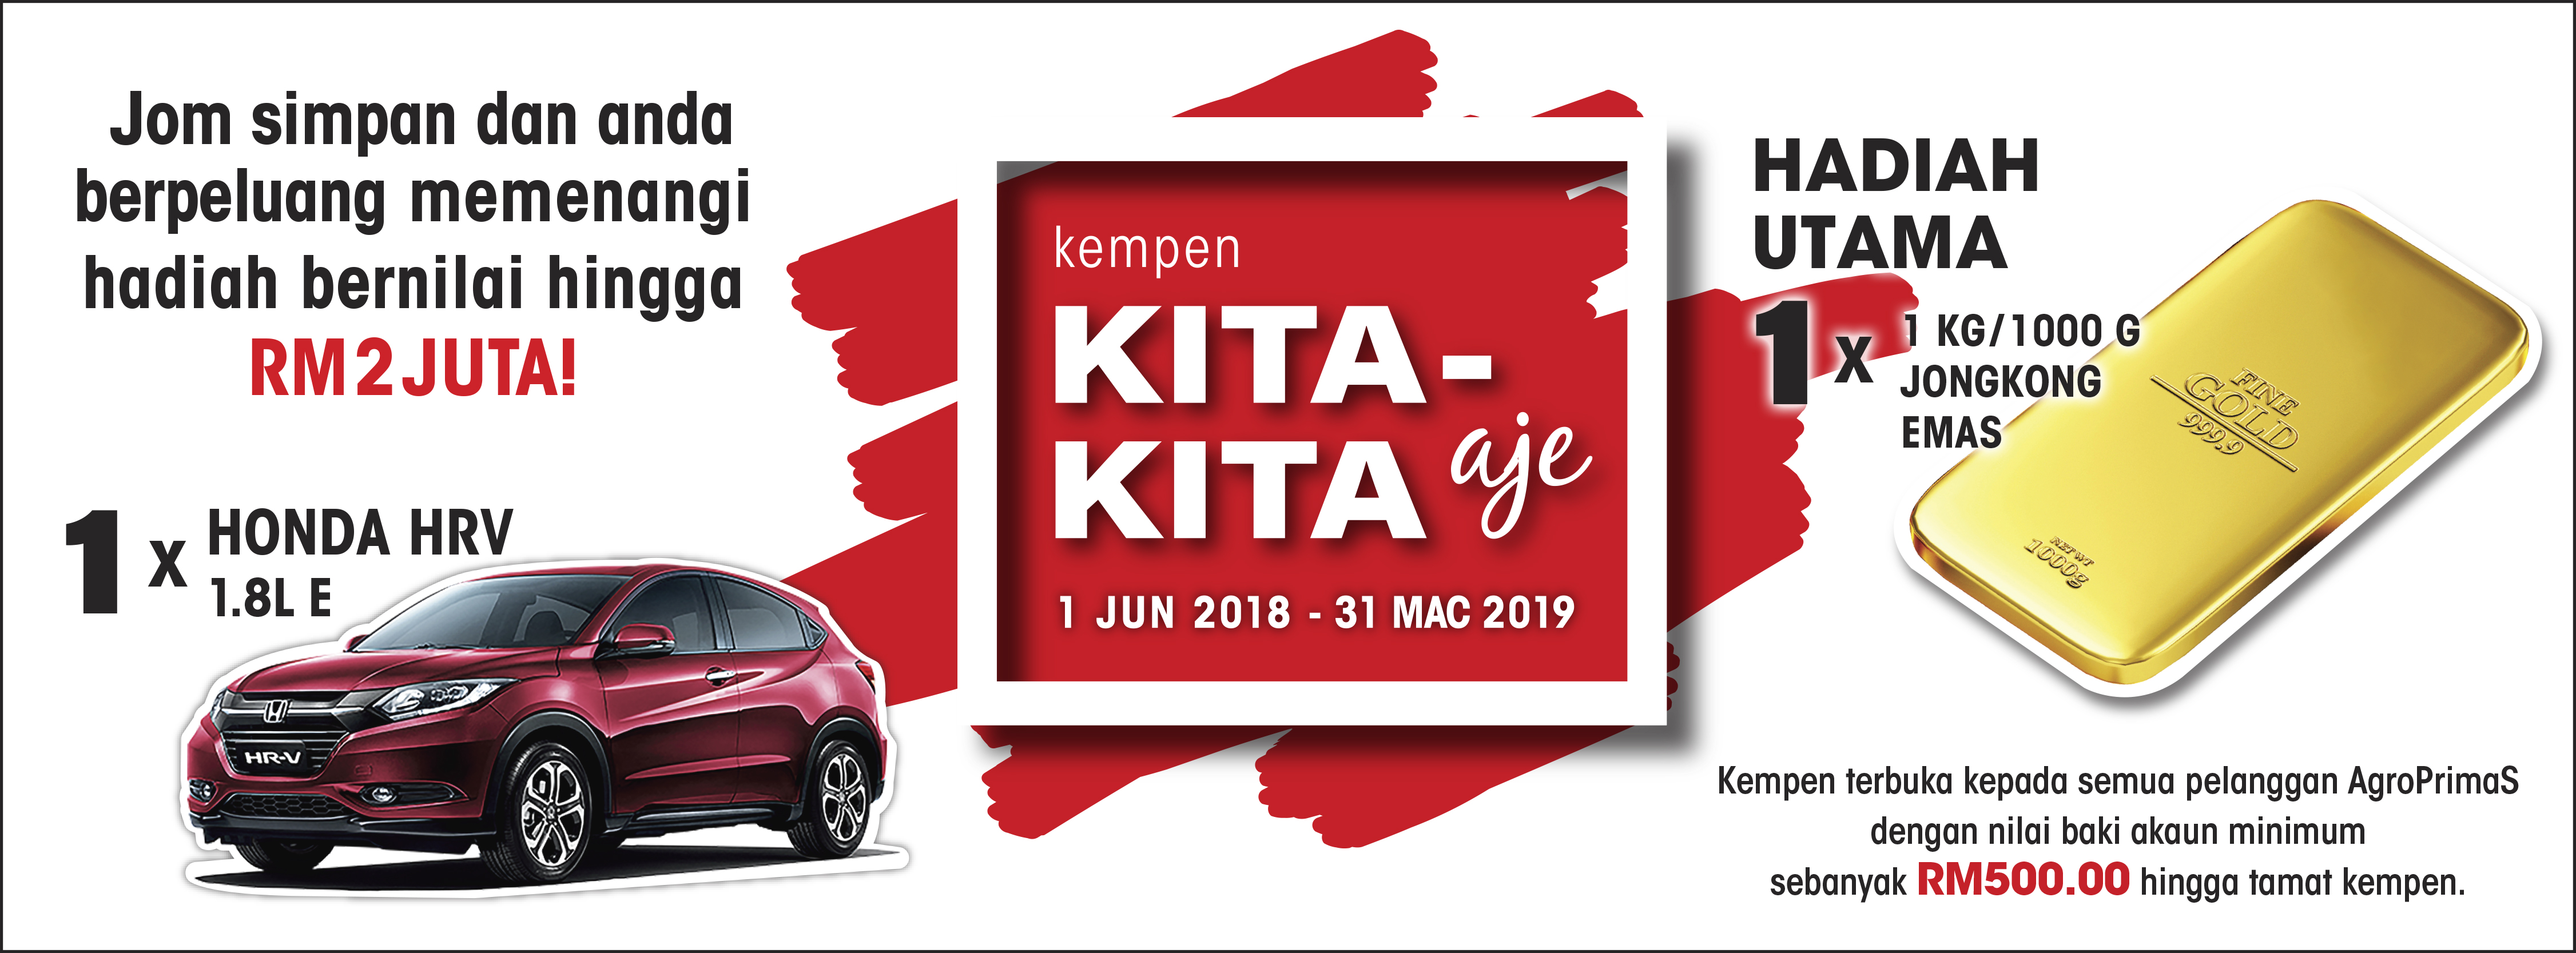 Jom simpan dan anda
berpeluang memenangi
hadiah bernilai hingga
RM2 JUTA!
1 x HONDA HRV
1.8L E
HR-V
kempen
KITA-
KITA aje
1 JUN 2018 - 31 MAC 2019
HADIAH
UTAMA
1 x 1 KG/1000 G
JONGKONG
EMAS
FINE
GOLD
999.9
NET WT
1000g
Kempen terbuka kepada semua pelanggan AgroPrimaS
dengan nilai baki akaun minimum
sebanyak RM500.00 hingga tamat kempen.